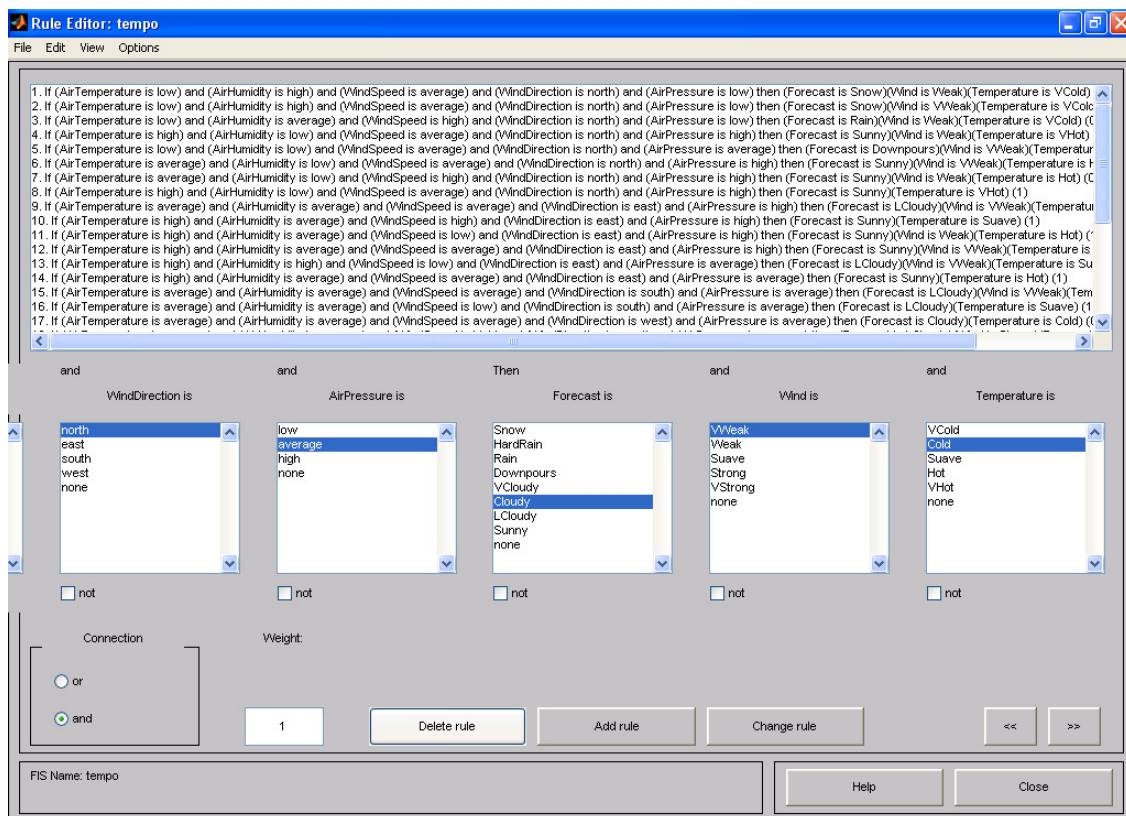 Rule Editor: tempo
File Edit View Options
1. If (AirTemperature is low) and (AirHumidity is high) and (WindSpeed is average) and (WindDirection is north) and (AirPressure is low) then (Forecast is Snow)(Wind is Weak)(Temperature is VCold)
2. If (AirTemperature is low) and (AirHumidity is high) and (WindSpeed is average) and (WindDirection is north) and (AirPressure is low) then (Forecast is Snow)(Wind is VWeak)(Temperature is VCold
3. If (AirTemperature is low) and (AirHumidity is average) and (WindSpeed is high) and (WindDirection is north) and (AirPressure is low) then (Forecast is Rain)(Wind is Weak)(Temperature is VCold) (0
4. If (AirTemperature is high) and (AirHumidity is low) and (WindSpeed is average) and (WindDirection is north) and (AirPressure is high) then (Forecast is Sunny)(Wind is Weak)(Temperature is VHot)
5. If (AirTemperature is low) and (AirHumidity is low) and (WindSpeed is average) and (WindDirection is north) and (AirPressure is average) then (Forecast is Downpours)(Wind is VWeak)(Temperatur
6. If (AirTemperature is average) and (AirHumidity is low) and (WindSpeed is average) and (WindDirection is north) and (AirPressure is high) then (Forecast is Sunny)(Wind is VWeak)(Temperature is H
7. If (AirTemperature is average) and (AirHumidity is low) and (WindSpeed is high) and (WindDirection is north) and (AirPressure is high) then (Forecast is Sunny)(Wind is Weak)(Temperature is Hot) (0
8. If (AirTemperature is high) and (AirHumidity is low) and (WindSpeed is average) and (WindDirection is north) and (AirPressure is high) then (Forecast is Sunny)(Temperature is VHot) (1)
9. If (AirTemperature is high) and (AirHumidity is average) and (WindSpeed is average) and (WindDirection is east) and (AirPressure is high) then (Forecast is LCloudy)(Wind is VWeak)(Temperatu
10. If (AirTemperature is high) and (AirHumidity is average) and (WindSpeed is high) and (WindDirection is east) and (AirPressure is high) then (Forecast is Sunny)(Temperature is Suave) (1)
11. If (AirTemperature is high) and (AirHumidity is average) and (WindSpeed is low) and (WindDirection is east) and (AirPressure is high) then (Forecast is Sunny)(Wind is Weak)(Temperature is Hot) (
12. If (AirTemperature is high) and (AirHumidity is average) and (WindSpeed is average) and (WindDirection is east) and (AirPressure is high) then (Forecast is Sunny)(Wind is VWeak)(Temperature is
13. If (AirTemperature is high) and (AirHumidity is high) and (WindSpeed is low) and (WindDirection is east) and (AirPressure is average) then (Forecast is LCloudy)(Wind is VWeak)(Temperature is Su
14. If (AirTemperature is high) and (AirHumidity is average) and (WindSpeed is average) and (WindDirection is east) and (AirPressure is average) then (Forecast is Sunny)(Temperature is Hot) (1)
15. If (AirTemperature is average) and (AirHumidity is average) and (WindSpeed is average) and (WindDirection is south) and (AirPressure is average) then (Forecast is LCloudy)(Wind is VWeak)(Tem
16. If (AirTemperature is average) and (AirHumidity is average) and (WindSpeed is low) and (WindDirection is south) and (AirPressure is average) then (Forecast is LCloudy)(Temperature is Suave) (1
17. If (AirTemperature is average) and (AirHumidity is average) and (WindSpeed is average) and (WindDirection is west) and (AirPressure is average) then (Forecast is Cloudy)(Temperature is Cold) (0
and and Then and and
WindDirection is AirPressure is Forecast is Wind is Temperature is
north low Snow VWeak VCold
east average HardRain Weak Cold
south high Rain Suave Suave
west none Downpours Strong Hot
none VCloudy VStrong VHot
Cloudy none none
LCloudy
Sunny
none
not not not not not
Connection Weight:
or
and 1 Delete rule Add rule Change rule << >>
FIS Name: tempo
Help Close